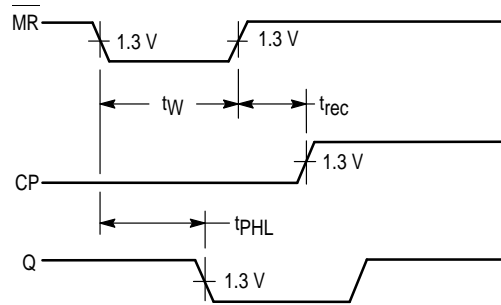 MR
1.3 V
1.3 V
tW
trec
1.3 V
CP
tPHL
Q
1.3 V